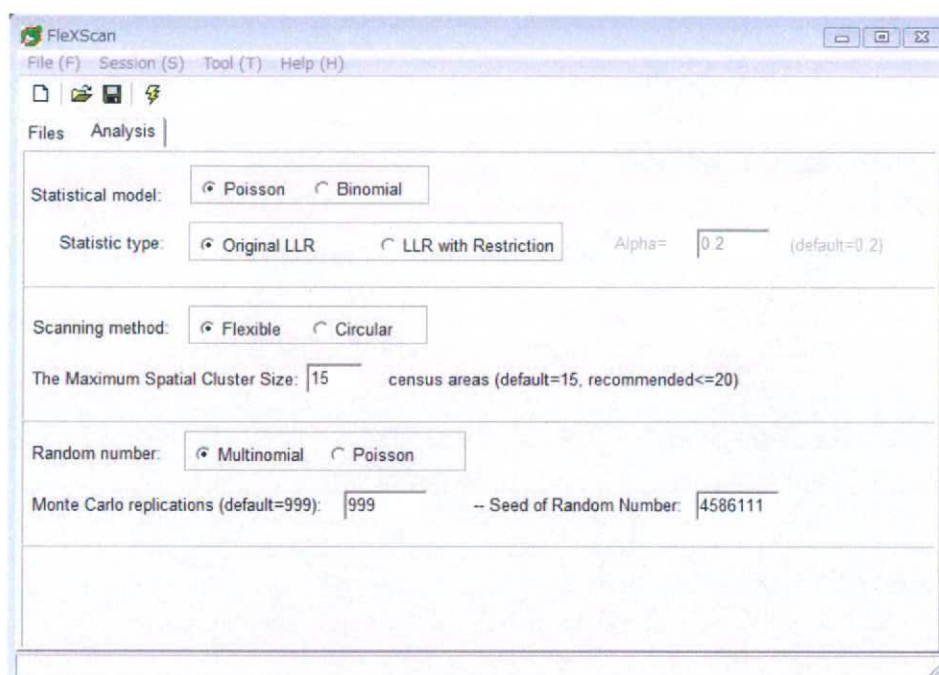 FleXScan
File (F) Session (S) Tool (T) Help (H)
Files Analysis
Statistical model: Poisson Binomial
Statistic type: Original LLR LLR with Restriction Alpha= 0.2 (default=0.2)
Scanning method: Flexible Circular
The Maximum Spatial Cluster Size: 15 census areas (default=15, recommended<=20)
Random number: Multinomial Poisson
Monte Carlo replications (default=999): 999 -- Seed of Random Number: 4586111